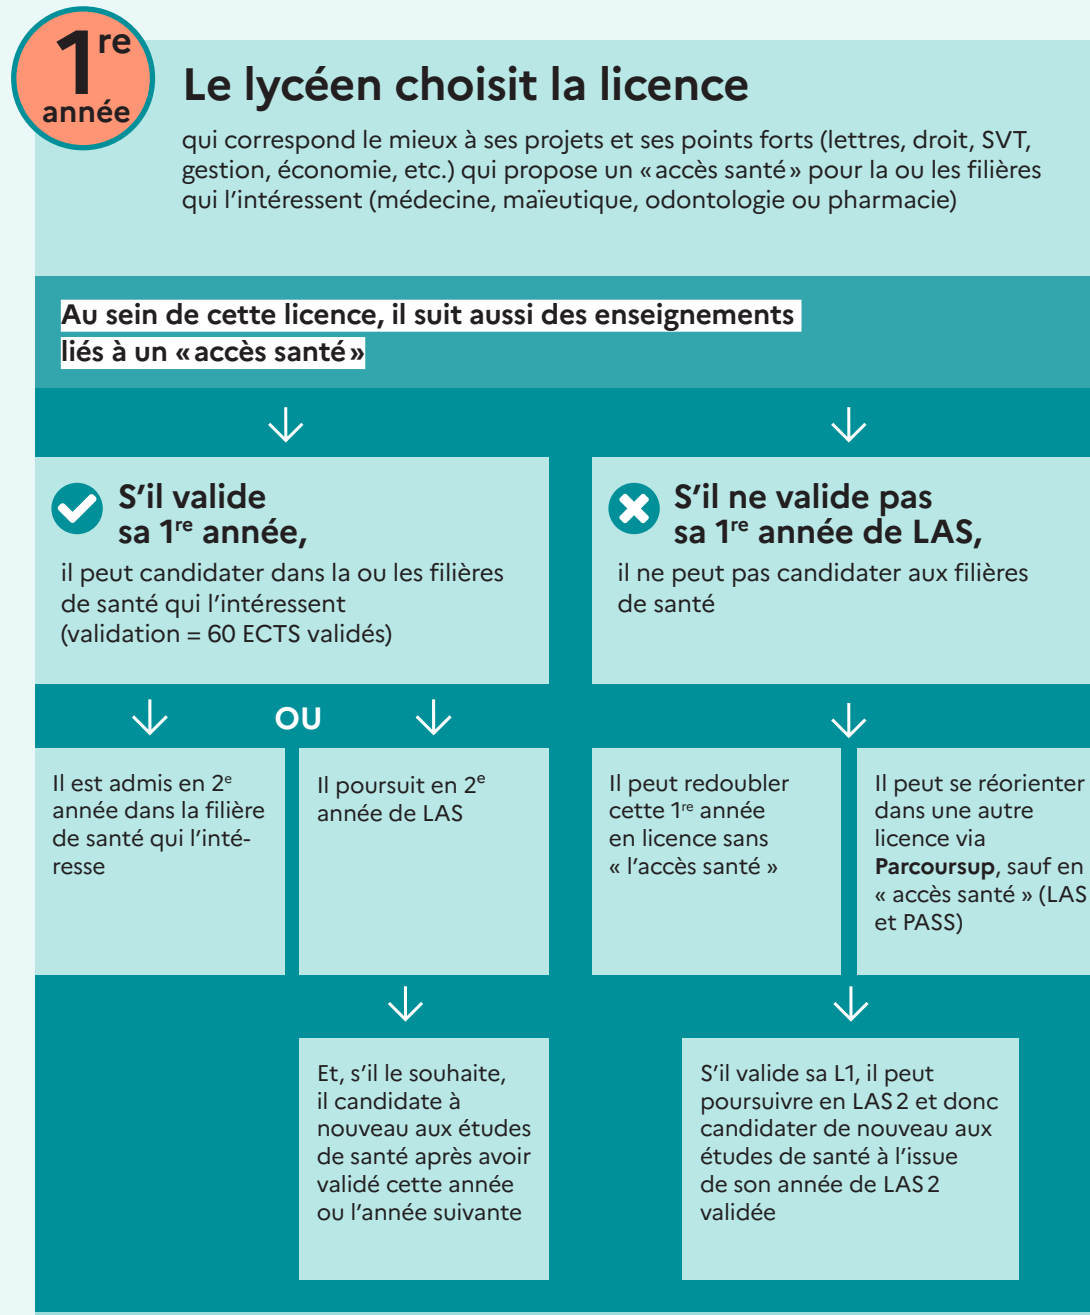 1re
année
Le lycéen choisit la licence
qui correspond le mieux à ses projets et ses points forts (lettres, droit, SVT,
gestion, économie, etc.) qui propose un «accès santé» pour la ou les filières
qui l'intéressent (médecine, maïeutique, odontologie ou pharmacie)
Au sein de cette licence, il suit aussi des enseignements
liés à un «accès santé»
S'il valide
sa 1re année,
il peut candidater dans la ou les filières
de santé qui l'intéressent
(validation = 60 ECTS validés)
S'il ne valide pas
sa 1re année de LAS,
il ne peut pas candidater aux filières
de santé
OU
Il est admis en 2e
année dans la filière
de santé qui l'inté-
resse
Il poursuit en 2e
année de LAS
Il peut redoubler
cette 1re année
en licence sans
« l'accès santé »
Il peut se réorienter
dans une autre
licence via
Parcoursup, sauf en
« accès santé » (LAS
et PASS)
Et, s'il le souhaite,
il candidate à
nouveau aux études
de santé après avoir
validé cette année
ou l'année suivante
S'il valide sa L1, il peut
poursuivre en LAS 2 et donc
candidater de nouveau aux
études de santé à l'issue
de son année de LAS 2
validée